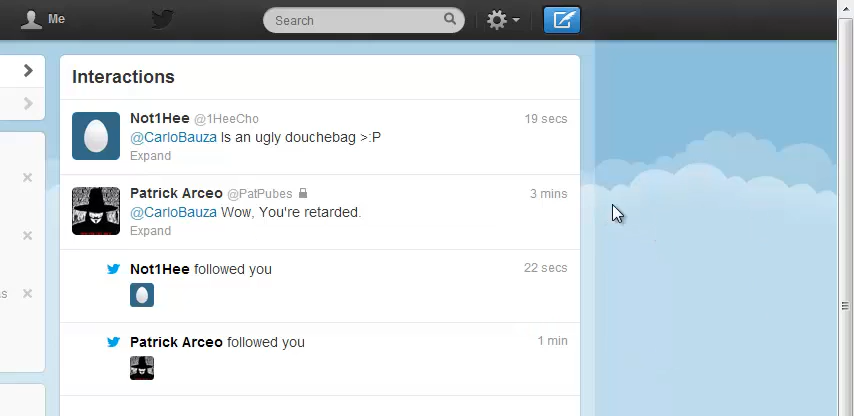 Me
Search
Interactions
Not1Hee @1HeeCho 19 secs
@CarloBauza Is an ugly douchebag >:P
Expand
Patrick Arceo @PatPubes 3 mins
@CarloBauza Wow, You're retarded.
Expand
Not1Hee followed you 22 secs
Patrick Arceo followed you 1 min
s